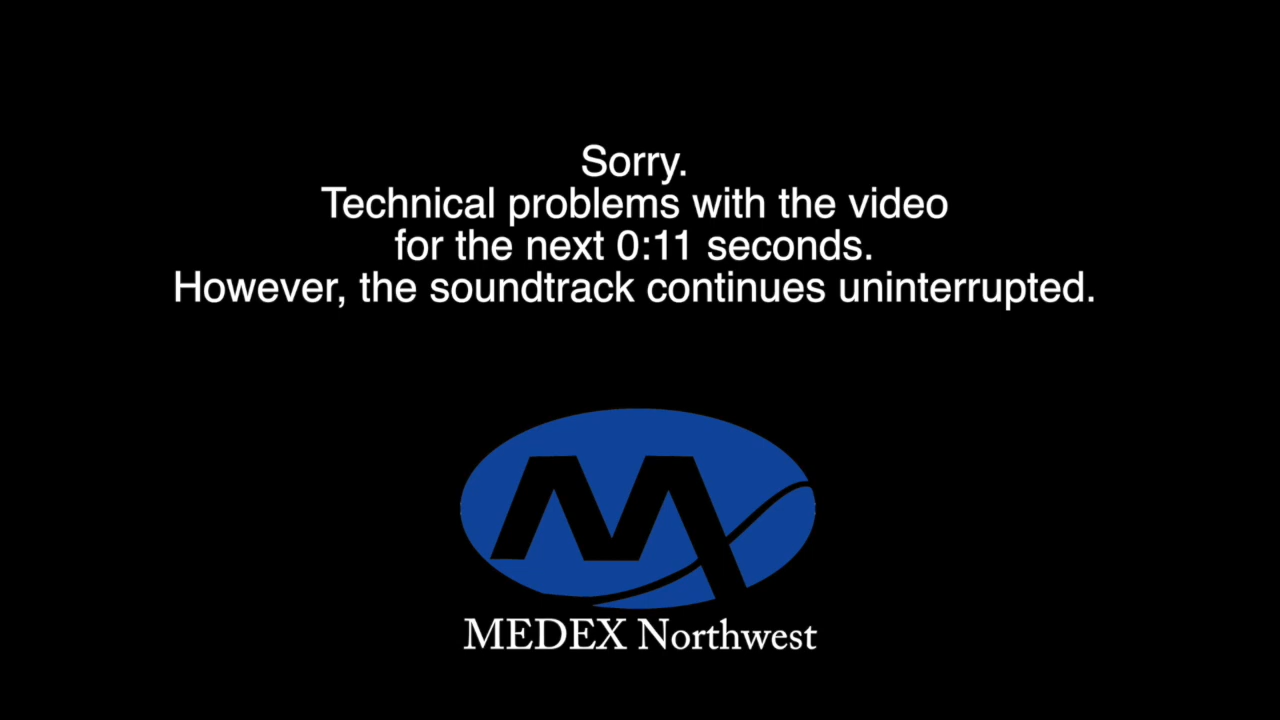 Sorry.
Technical problems with the video
for the next 0:11 seconds.
However, the soundtrack continues uninterrupted.
MEDEX Northwest